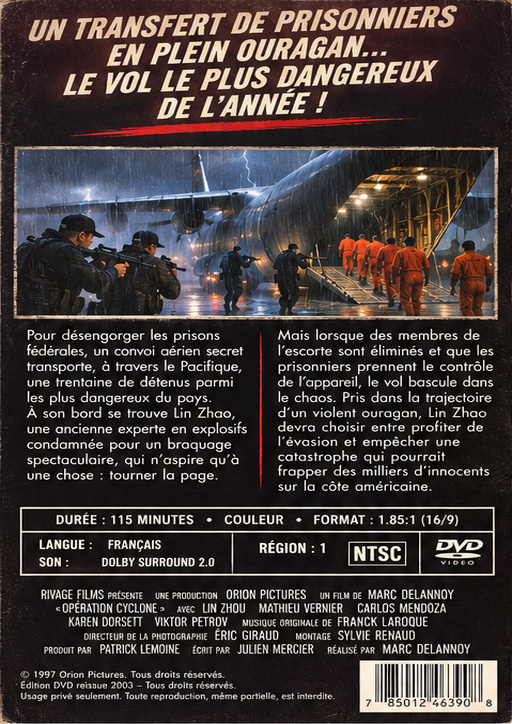 UN TRANSFERT DE PRISONNIERS
EN PLEIN OURAGAN...
LE VOL LE PLUS DANGEREUX
DE L'ANNÉE !
Pour désengorger les prisons
fédérales, un convoi aérien secret
transporte, à travers le Pacifique,
une trentaine de détenus parmi
les plus dangereux du pays.
À son bord se trouve Lin Zhao,
une ancienne experte en explosifs
condamnée pour un braquage
spectaculaire, qui n'aspire qu'à
une chose : tourner la page.
Mais lorsque des membres de
l'escorte sont éliminés et que les
prisonniers prennent le contrôle
de l'appareil, le vol bascule dans
le chaos. Pris dans la trajectoire
d'un violent ouragan, Lin Zhao
devra choisir entre profiter de
l'évasion et empêcher une
catastrophe qui pourrait
frapper des milliers d'innocents
sur la côte américaine.
DURÉE : 115 MINUTES • COULEUR • FORMAT : 1.85:1 (16/9)
LANGUE : FRANÇAIS
SON : DOLBY SURROUND 2.0
RÉGION : 1
NTSC
DVD
VIDEO
RIVAGE FILMS PRÉSENTE UNE PRODUCTION ORION PICTURES UN FILM DE MARC DELANNOY
« OPÉRATION CYCLONE » AVEC LIN ZHOU MATHIEU VERNIER CARLOS MENDOZA
KAREN DORSETT VIKTOR PETROV MUSIQUE ORIGINALE DE FRANCK LAROQUE
DIRECTEUR DE LA PHOTOGRAPHIE ÉRIC GIRAUD MONTAGE SYLVIE RENAUD
PRODUIT PAR PATRICK LEMOINE ÉCRIT PAR JULIEN MERCIER RÉALISÉ PAR MARC DELANNOY
© 1997 Orion Pictures. Tous droits réservés.
Édition DVD reissue 2003 – Tous droits réservés.
Usage privé seulement. Toute reproduction, même partielle, est interdite.
7 85012 46390 8